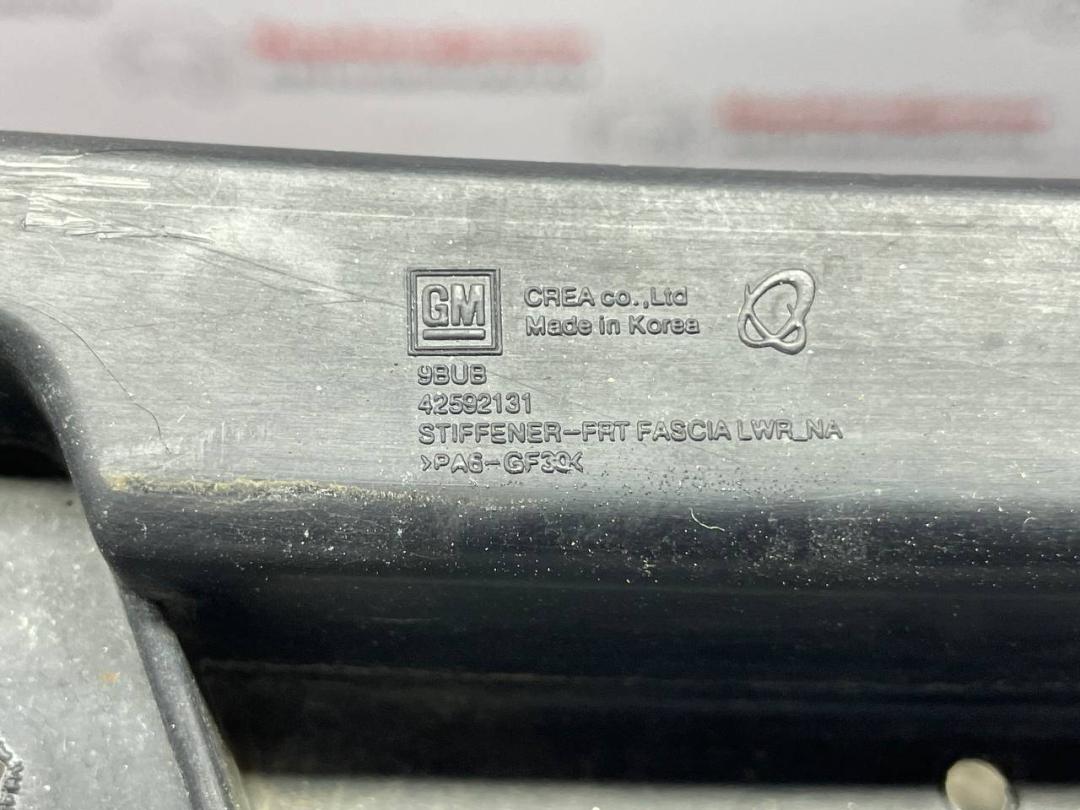 GM
CREA co.,Ltd
Made in Korea
9BUB
42592131
STIFFENER-FRT FASCIA LWR_NA
>PA6-GF30<